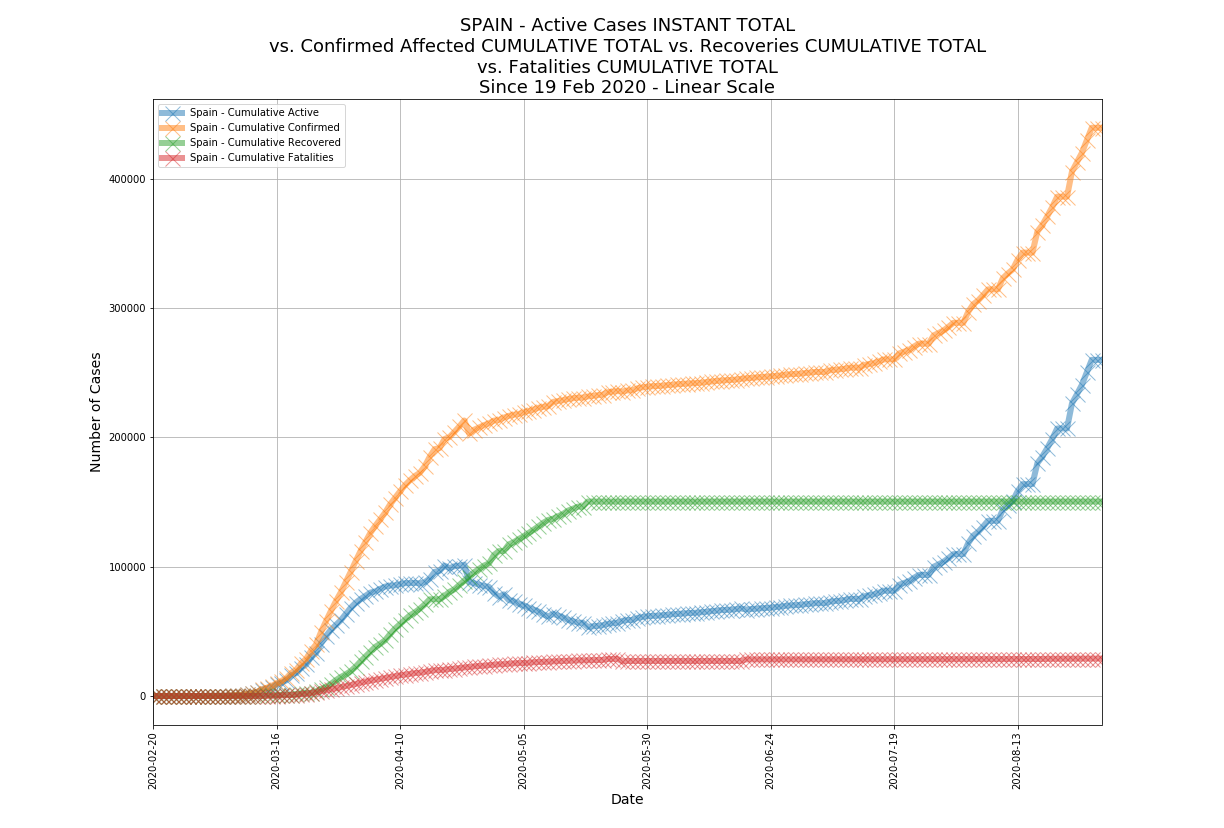 SPAIN - Active Cases INSTANT TOTAL
vs. Confirmed Affected CUMULATIVE TOTAL vs. Recoveries CUMULATIVE TOTAL
vs. Fatalities CUMULATIVE TOTAL
Since 19 Feb 2020 - Linear Scale
Spain - Cumulative Active
Spain - Cumulative Confirmed
Spain - Cumulative Recovered
Spain - Cumulative Fatalities
Number of Cases
400000
300000
200000
100000
0
2020-02-20
2020-03-16
2020-04-10
2020-05-05
2020-05-30
2020-06-24
2020-07-19
2020-08-13
Date